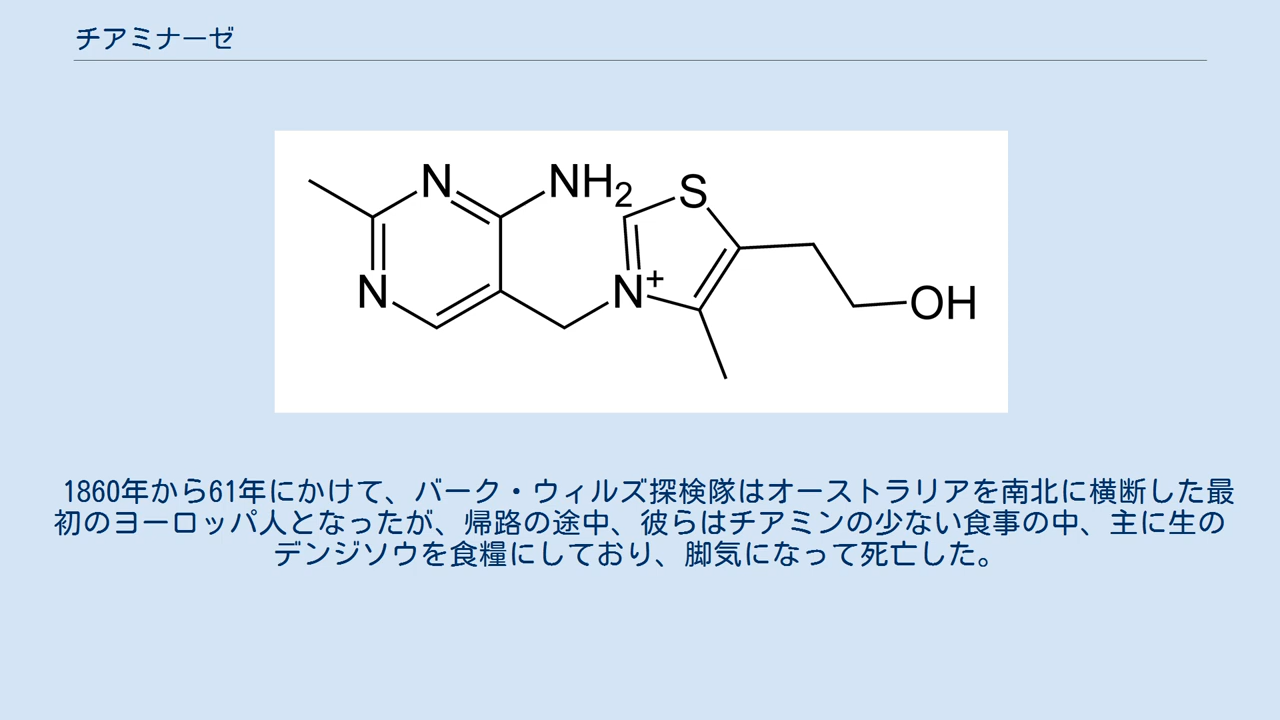 チアミナーゼ
N NH2 S
N N+ OH
1860年から61年にかけて、バーク・ウィルズ探検隊はオーストラリアを南北に横断した最
初のヨーロッパ人となったが、帰路の途中、彼らはチアミンの少ない食事の中、主に生の
デンジソウを食糧にしており、脚気になって死亡した。